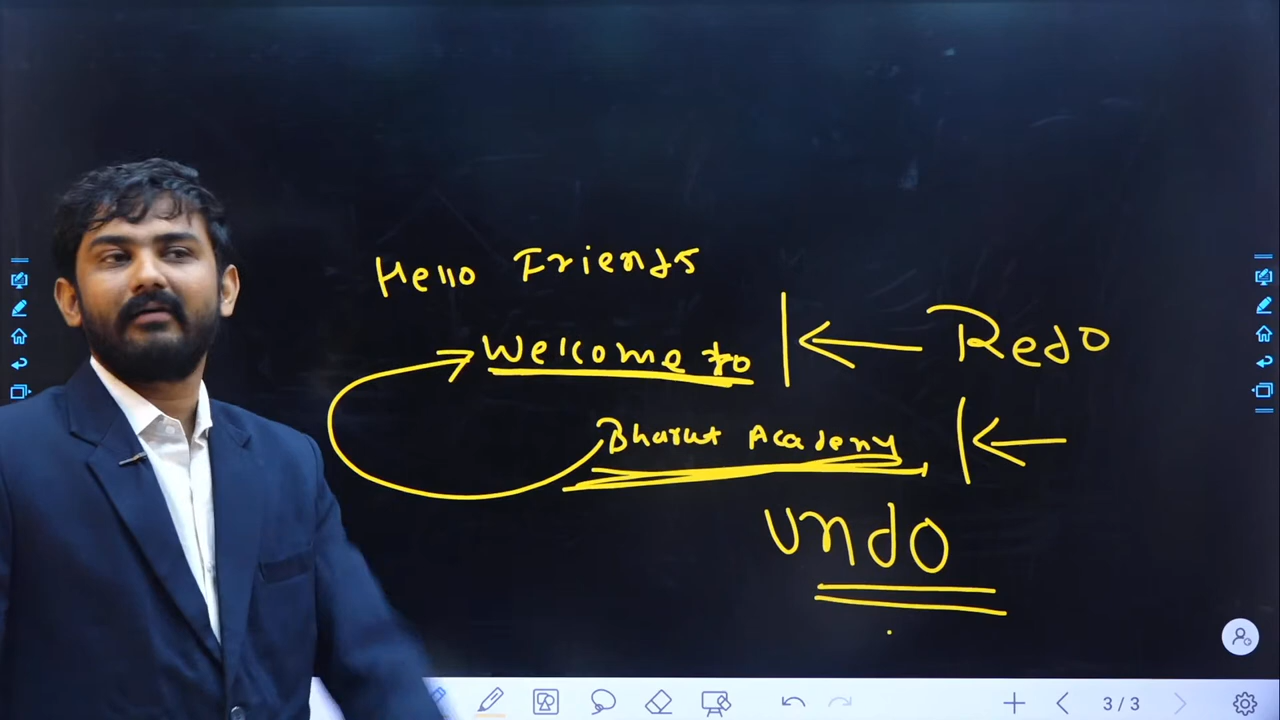 Hello Friends
Welcome to
Redo
Bharat Academy
Undo
3/3